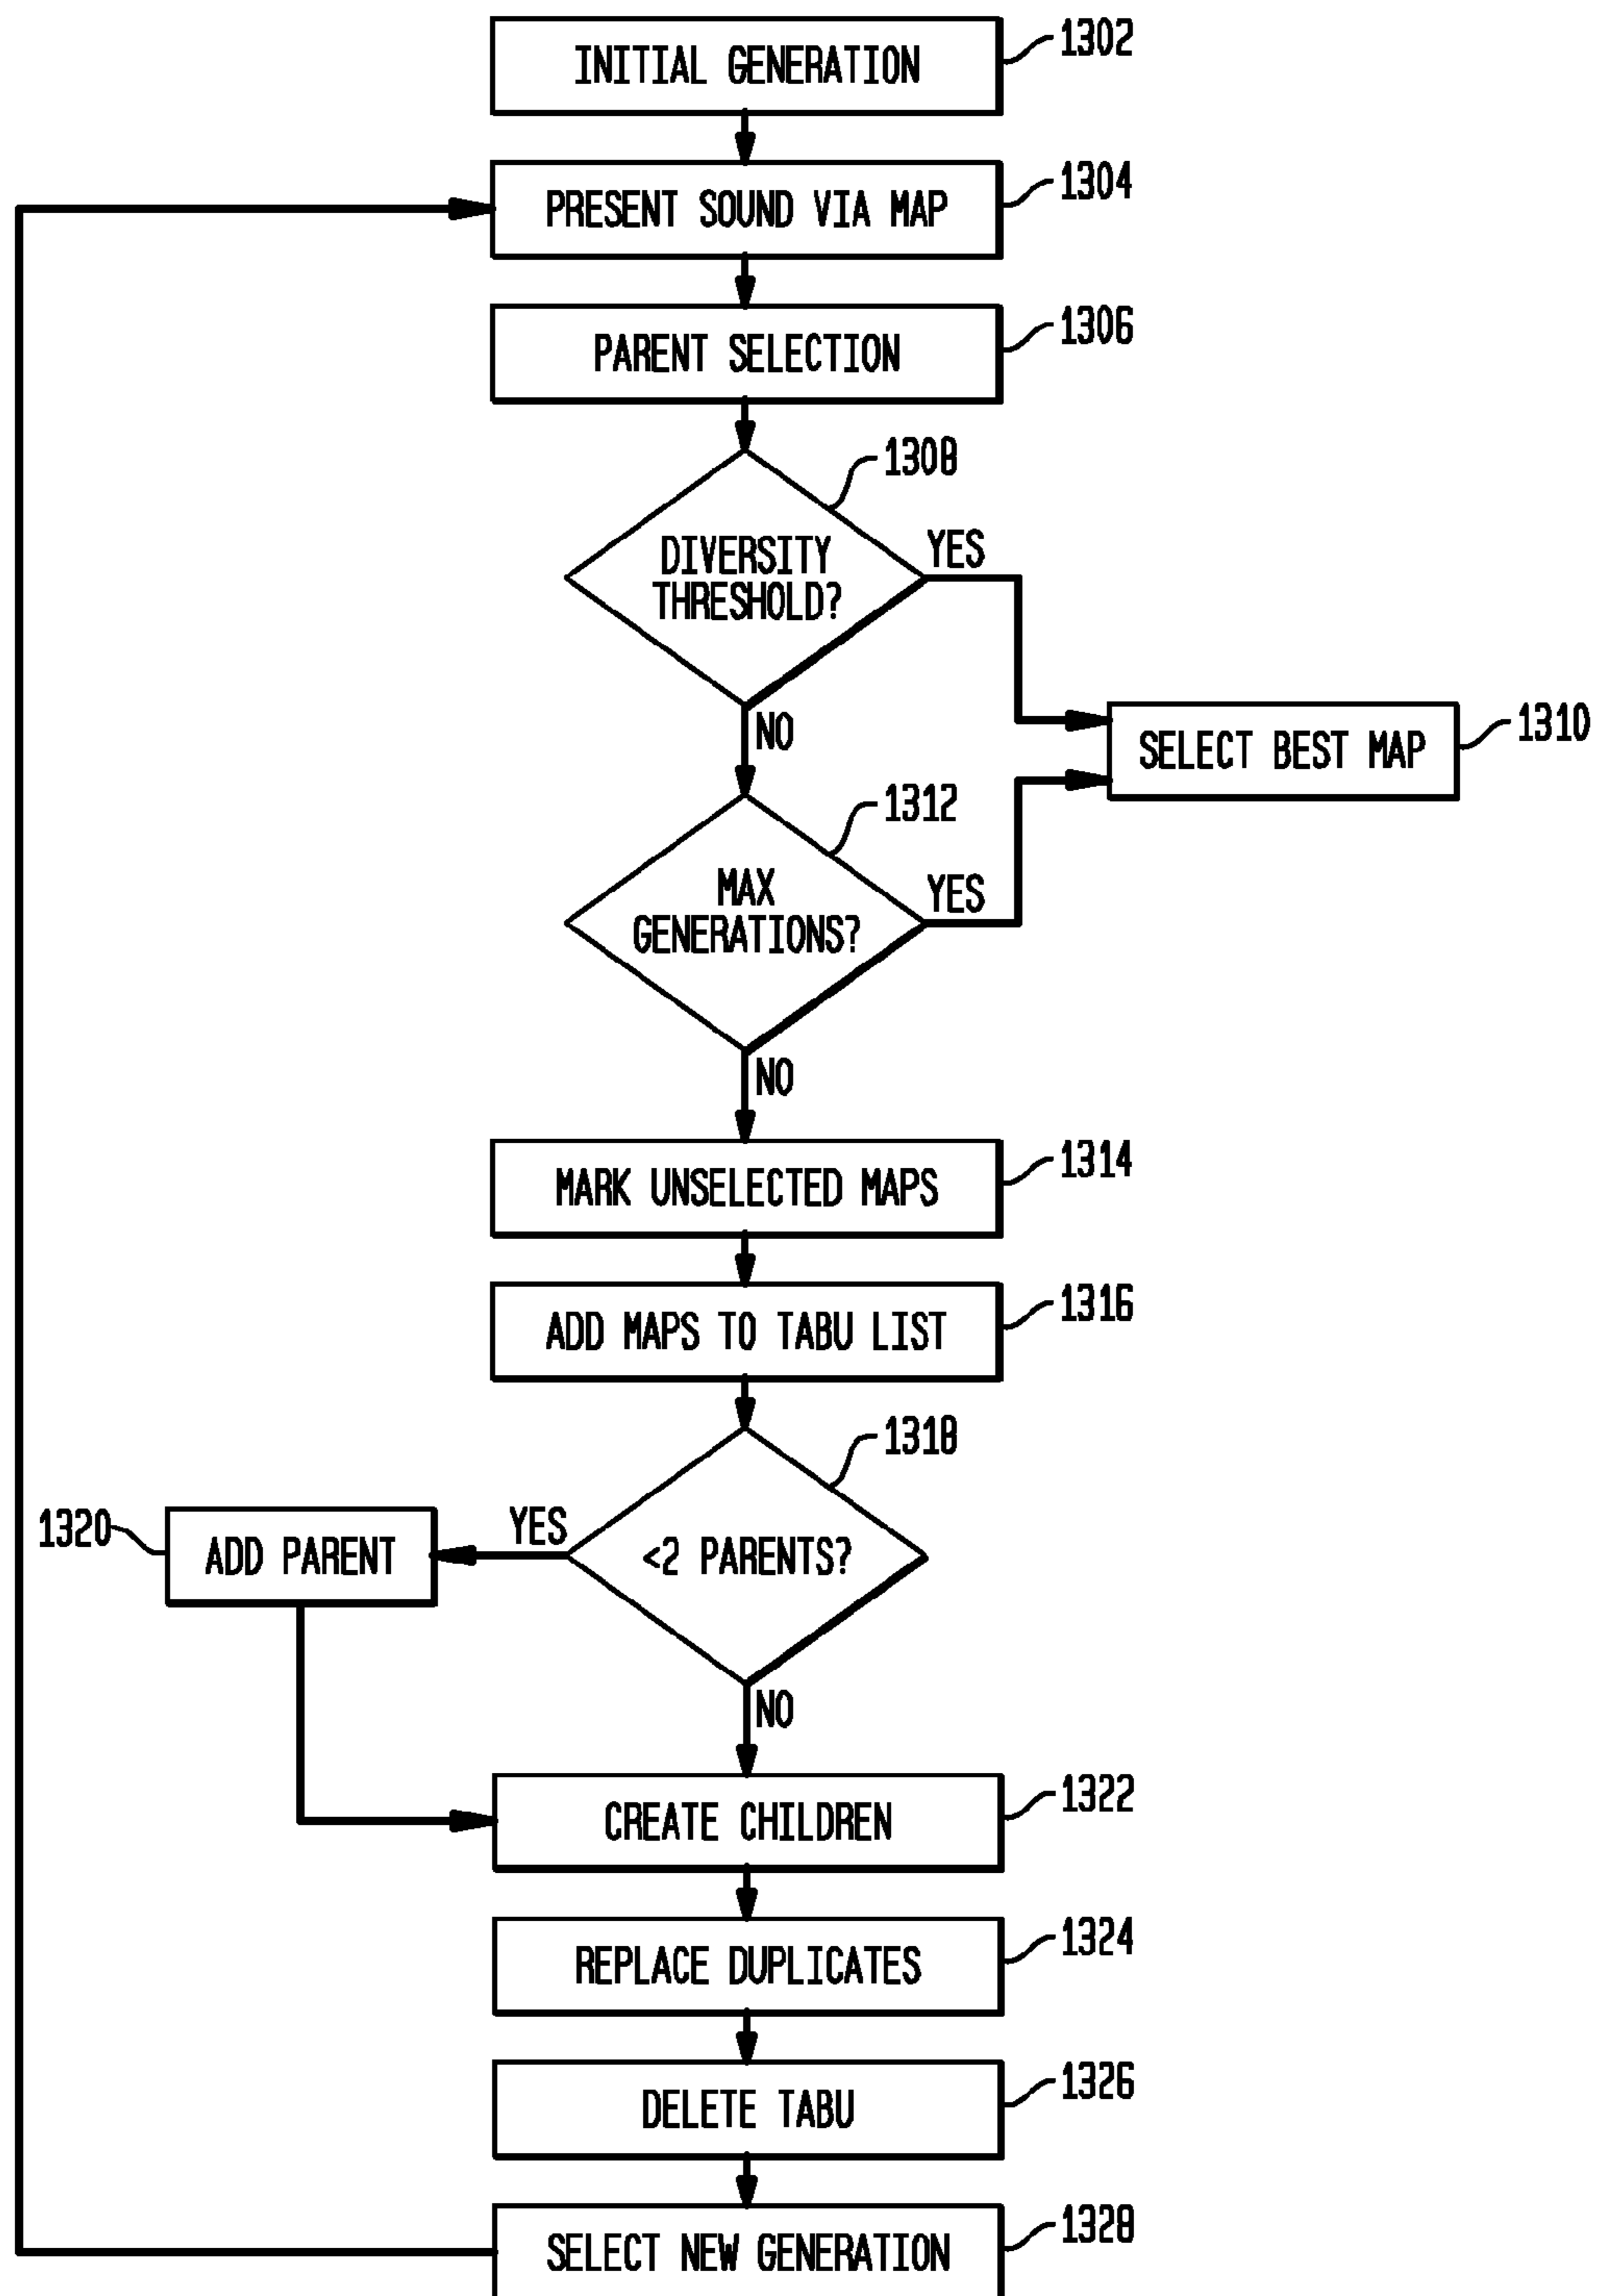 INITIAL GENERATION
1302
PRESENT SOUND VIA MAP
1304
PARENT SELECTION
1306
1308
DIVERSITY
THRESHOLD?
YES
NO
SELECT BEST MAP
1310
1312
MAX
GENERATIONS?
YES
NO
MARK UNSELECTED MAPS
1314
ADD MAPS TO TABU LIST
1316
1318
<2 PARENTS?
YES
1320
ADD PARENT
NO
CREATE CHILDREN
1322
REPLACE DUPLICATES
1324
DELETE TABU
1326
SELECT NEW GENERATION
1328